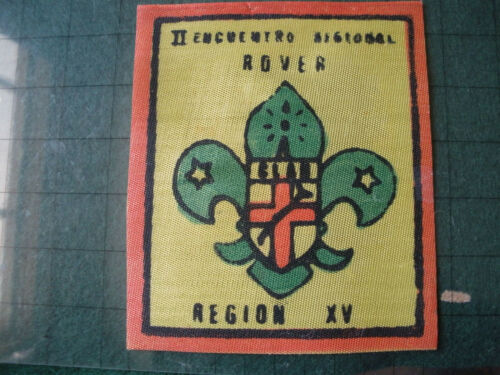 II ENCUENTRO REGIONAL
ROVER
REGION XV